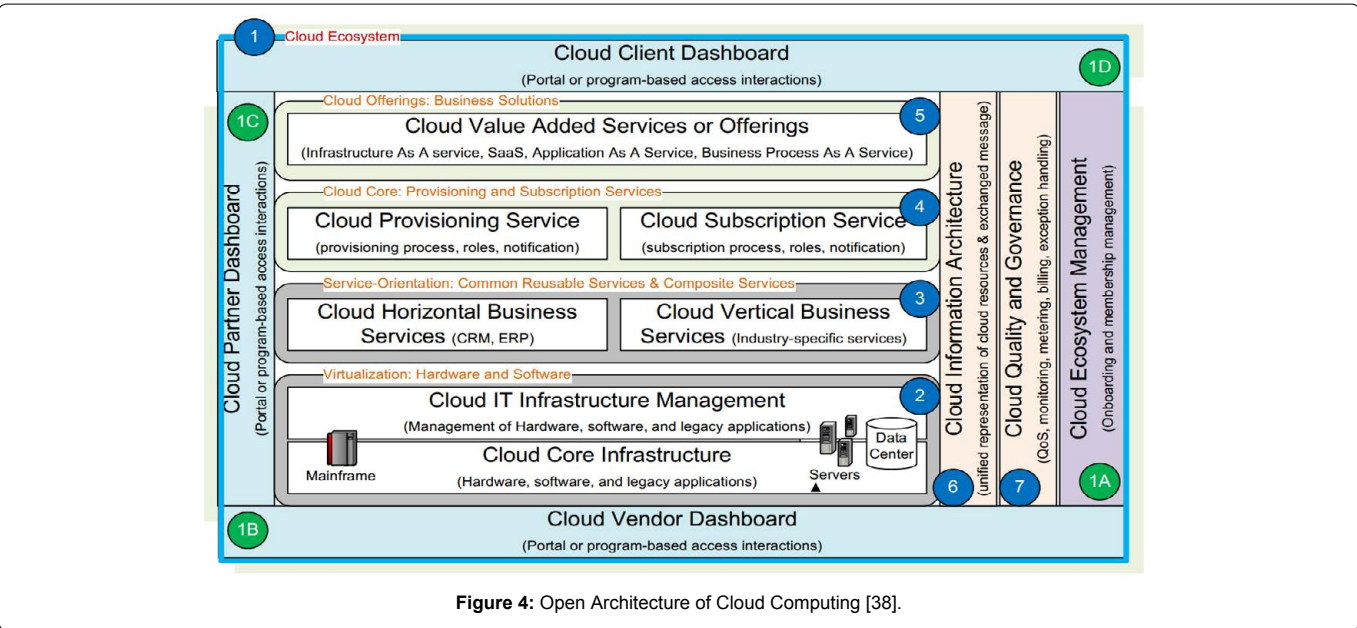 1
Cloud Ecosystem
Cloud Client Dashboard
(Portal or program-based access interactions)
1D
1C
Cloud Partner Dashboard
(Portal or program-based access interactions)
Cloud Offerings: Business Solutions
5
Cloud Value Added Services or Offerings
(Infrastructure As A service, SaaS, Application As A Service, Business Process As A Service)
Cloud Core: Provisioning and Subscription Services
4
Cloud Provisioning Service
(provisioning process, roles, notification)
Cloud Subscription Service
(subscription process, roles, notification)
Service-Orientation: Common Reusable Services & Composite Services
3
Cloud Horizontal Business
Services (CRM, ERP)
Cloud Vertical Business
Services (Industry-specific services)
Virtualization: Hardware and Software
2
Cloud IT Infrastructure Management
(Management of Hardware, software, and legacy applications)
Mainframe
Cloud Core Infrastructure
(Hardware, software, and legacy applications)
Servers
Data
Center
Cloud Information Architecture
(unified representation of cloud resources & exchanged message)
6
Cloud Quality and Governance
(QoS, monitoring, metering, billing, exception handling)
7
Cloud Ecosystem Management
(Onboarding and membership management)
1A
1B
Cloud Vendor Dashboard
(Portal or program-based access interactions)
Figure 4: Open Architecture of Cloud Computing [38].